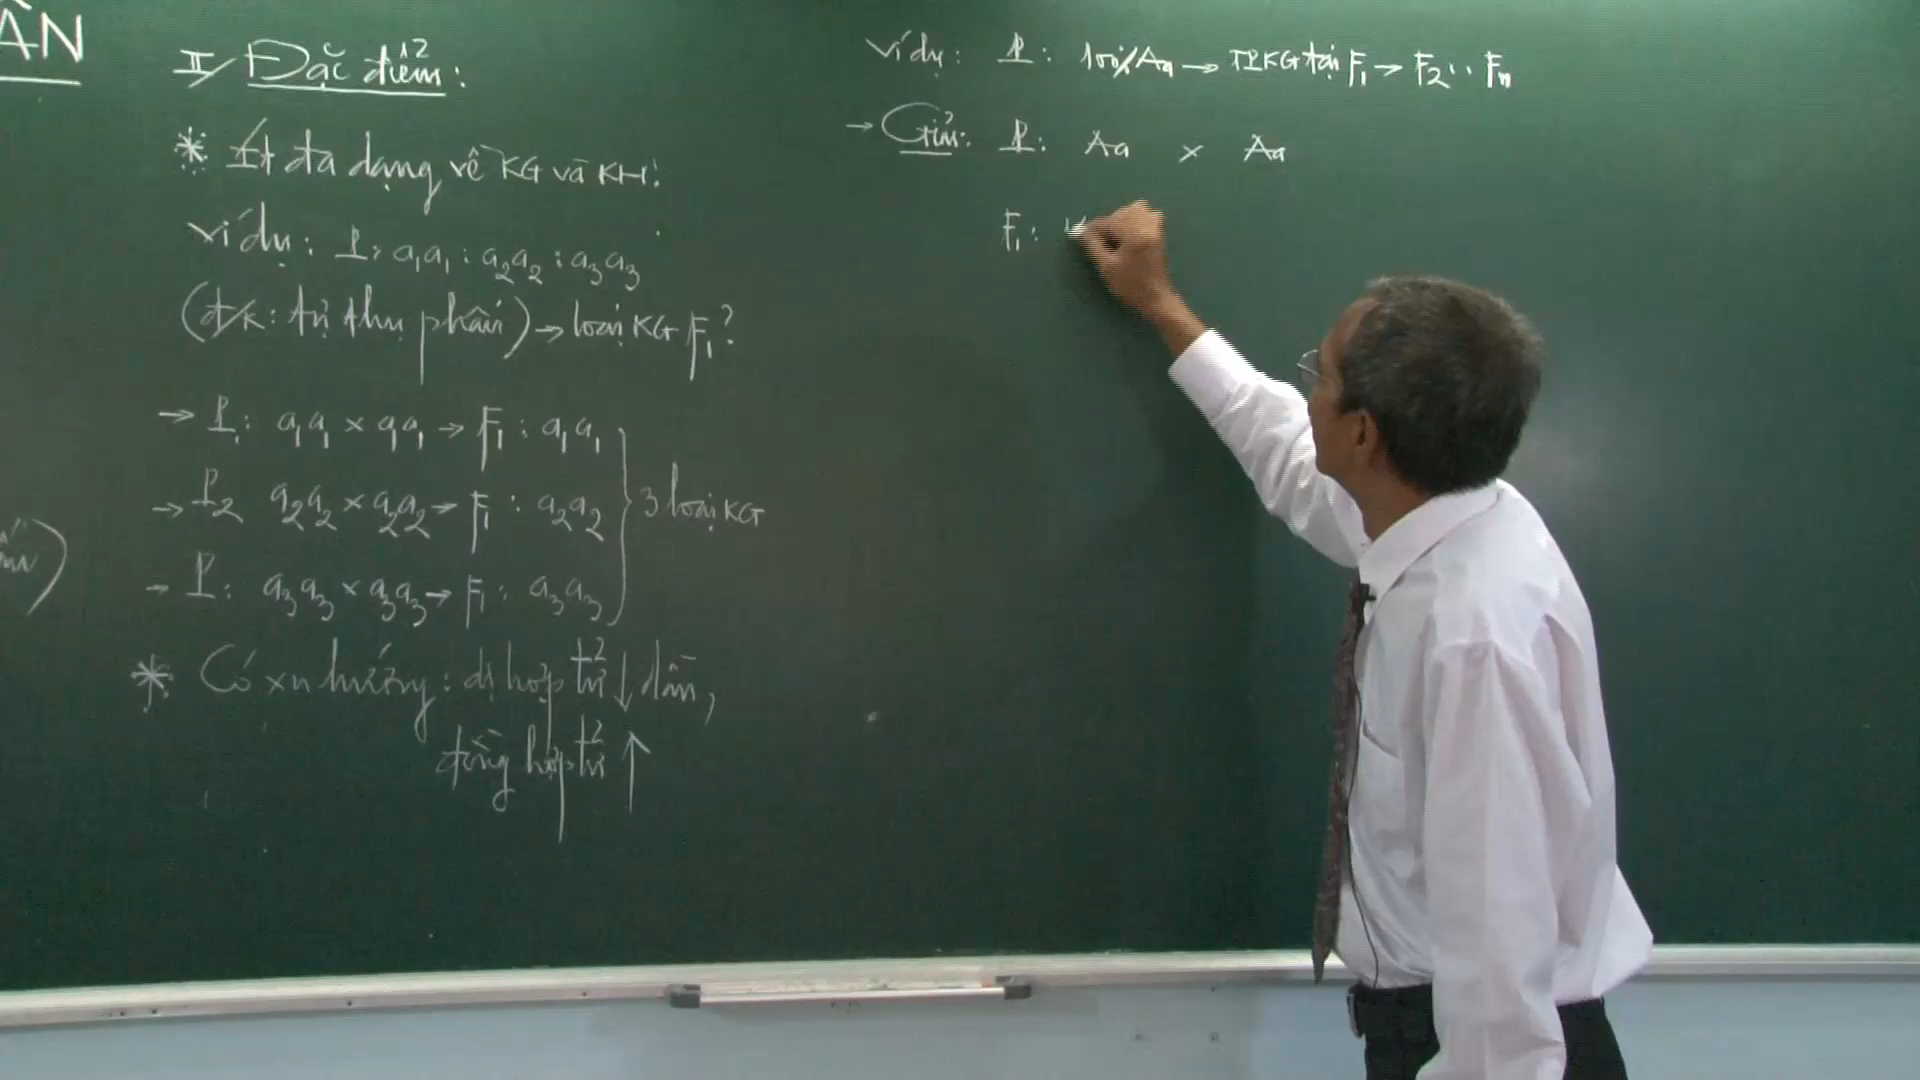 ÂN
II/ Đặc điểm:
* Ít đa dạng về KG và KH:
ví dụ: P: a₁a₁ : a₂a₂ : a₃a₃
(đ/k: tự thụ phấn) → loại KG F₁?
→ P₁: a₁a₁ × a₁a₁ → F₁: a₁a₁
→ P₂ a₂a₂ × a₂a₂ → F₁: a₂a₂
→ P: a₃a₃ × a₃a₃ → F₁: a₃a₃
3 loại KG
* Có xu hướng: dị hợp tử ↓ dần,
đồng hợp tử ↑
Ví dụ: P: 100% Aa → TLKG tại F₁ → F₂ .. Fₙ
→ Giải: P: Aa × Aa
F₁: